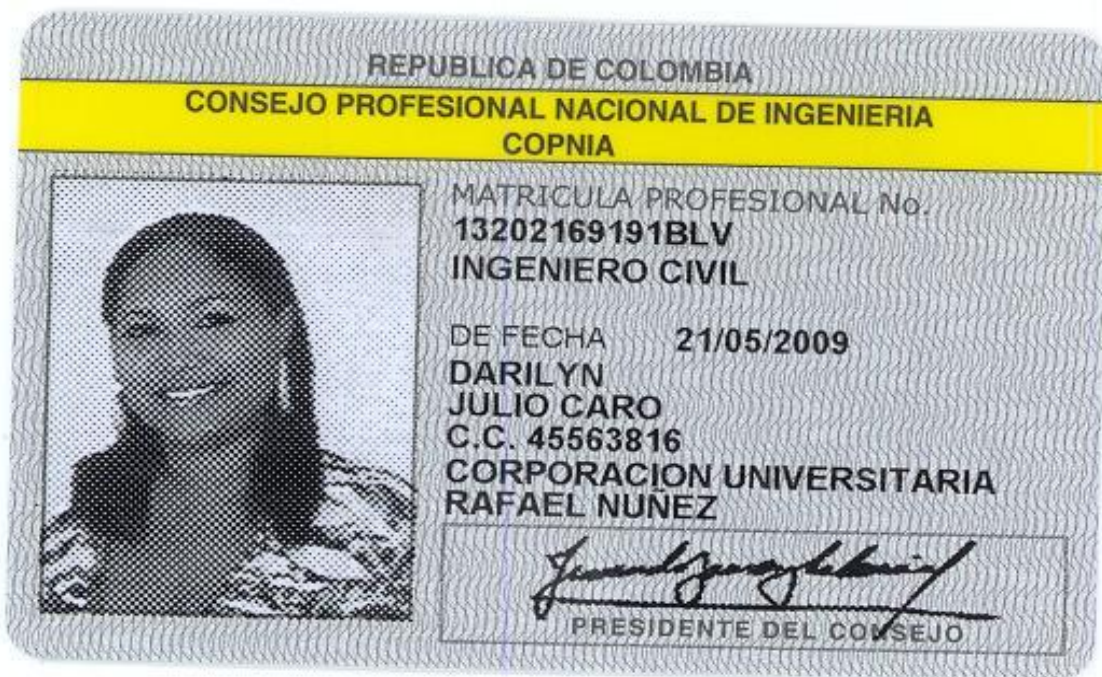 REPUBLICA DE COLOMBIA
CONSEJO PROFESIONAL NACIONAL DE INGENIERIA
COPNIA
MATRICULA PROFESIONAL No.
13202169191BLV
INGENIERO CIVIL
DE FECHA 21/05/2009
DARILYN
JULIO CARO
C.C. 45563816
CORPORACION UNIVERSITARIA
RAFAEL NUÑEZ
PRESIDENTE DEL CONSEJO